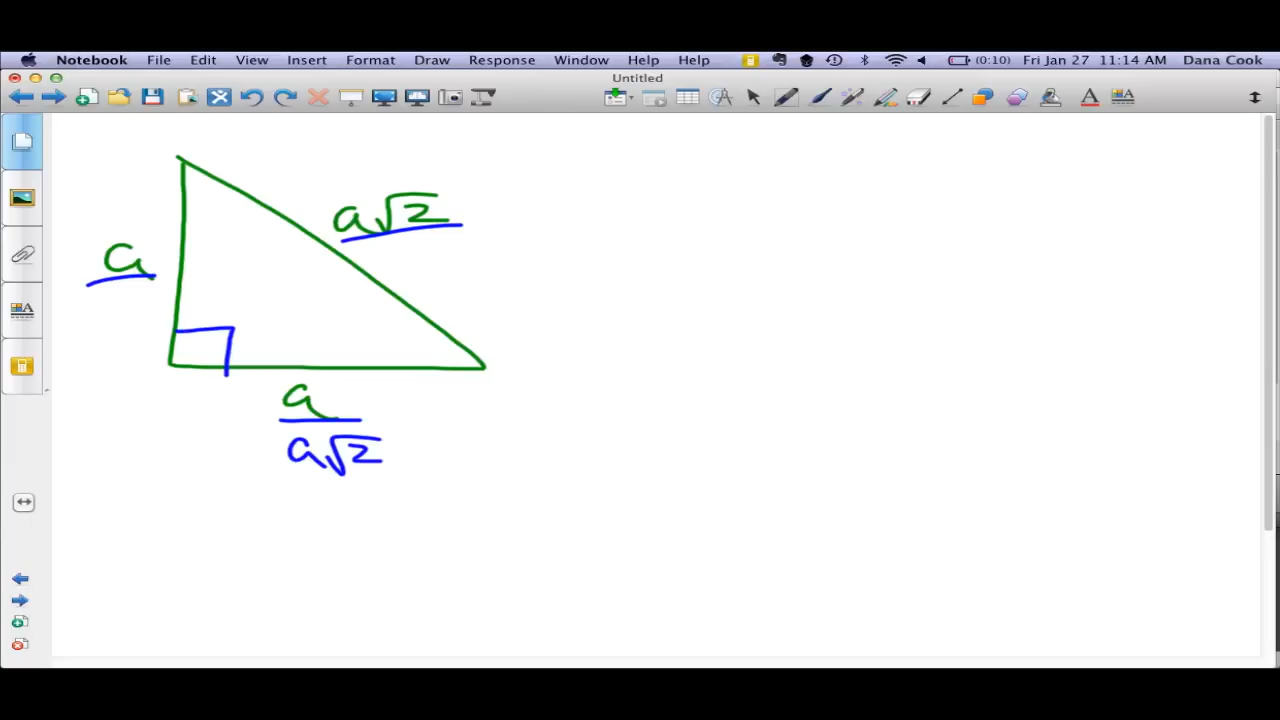 Notebook File Edit View Insert Format Draw Response Window Help Help (0:10) Fri Jan 27 11:14 AM Dana Cook
Untitled
a√2
a
a
a√2